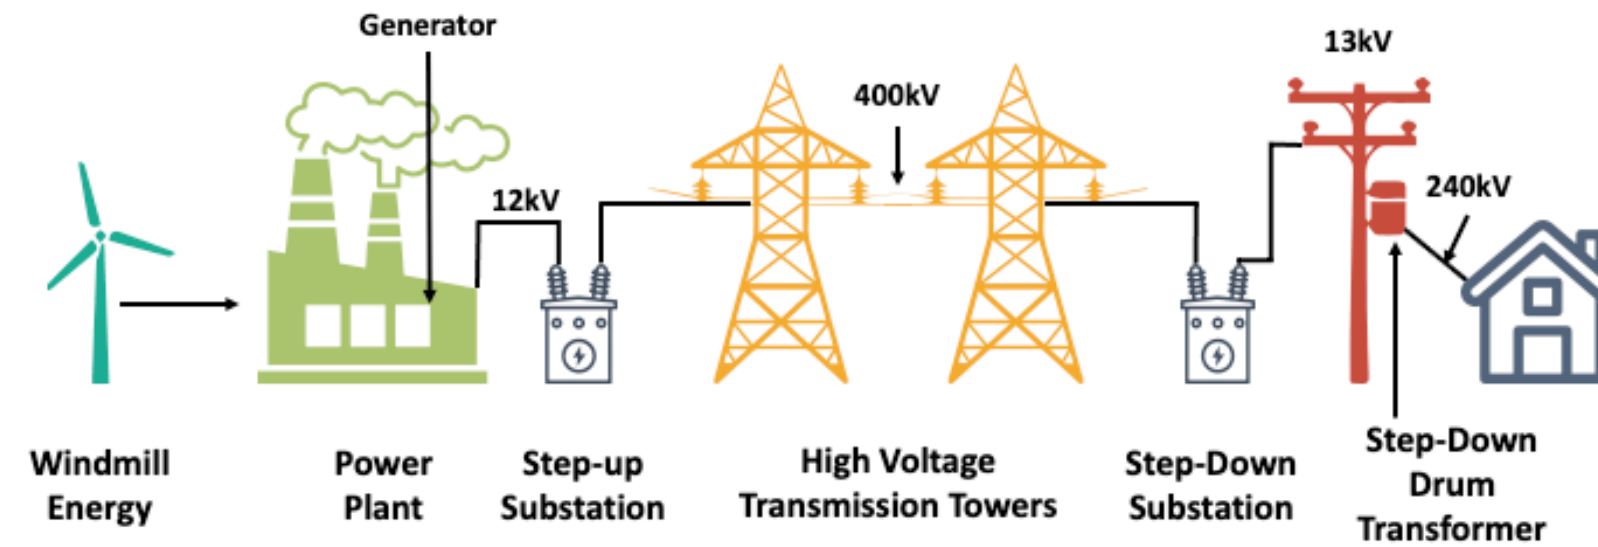 Generator
13kV
400kV
240kV
12kV
Windmill
Energy
Power
Plant
Step-up
Substation
High Voltage
Transmission Towers
Step-Down
Substation
Step-Down
Drum
Transformer